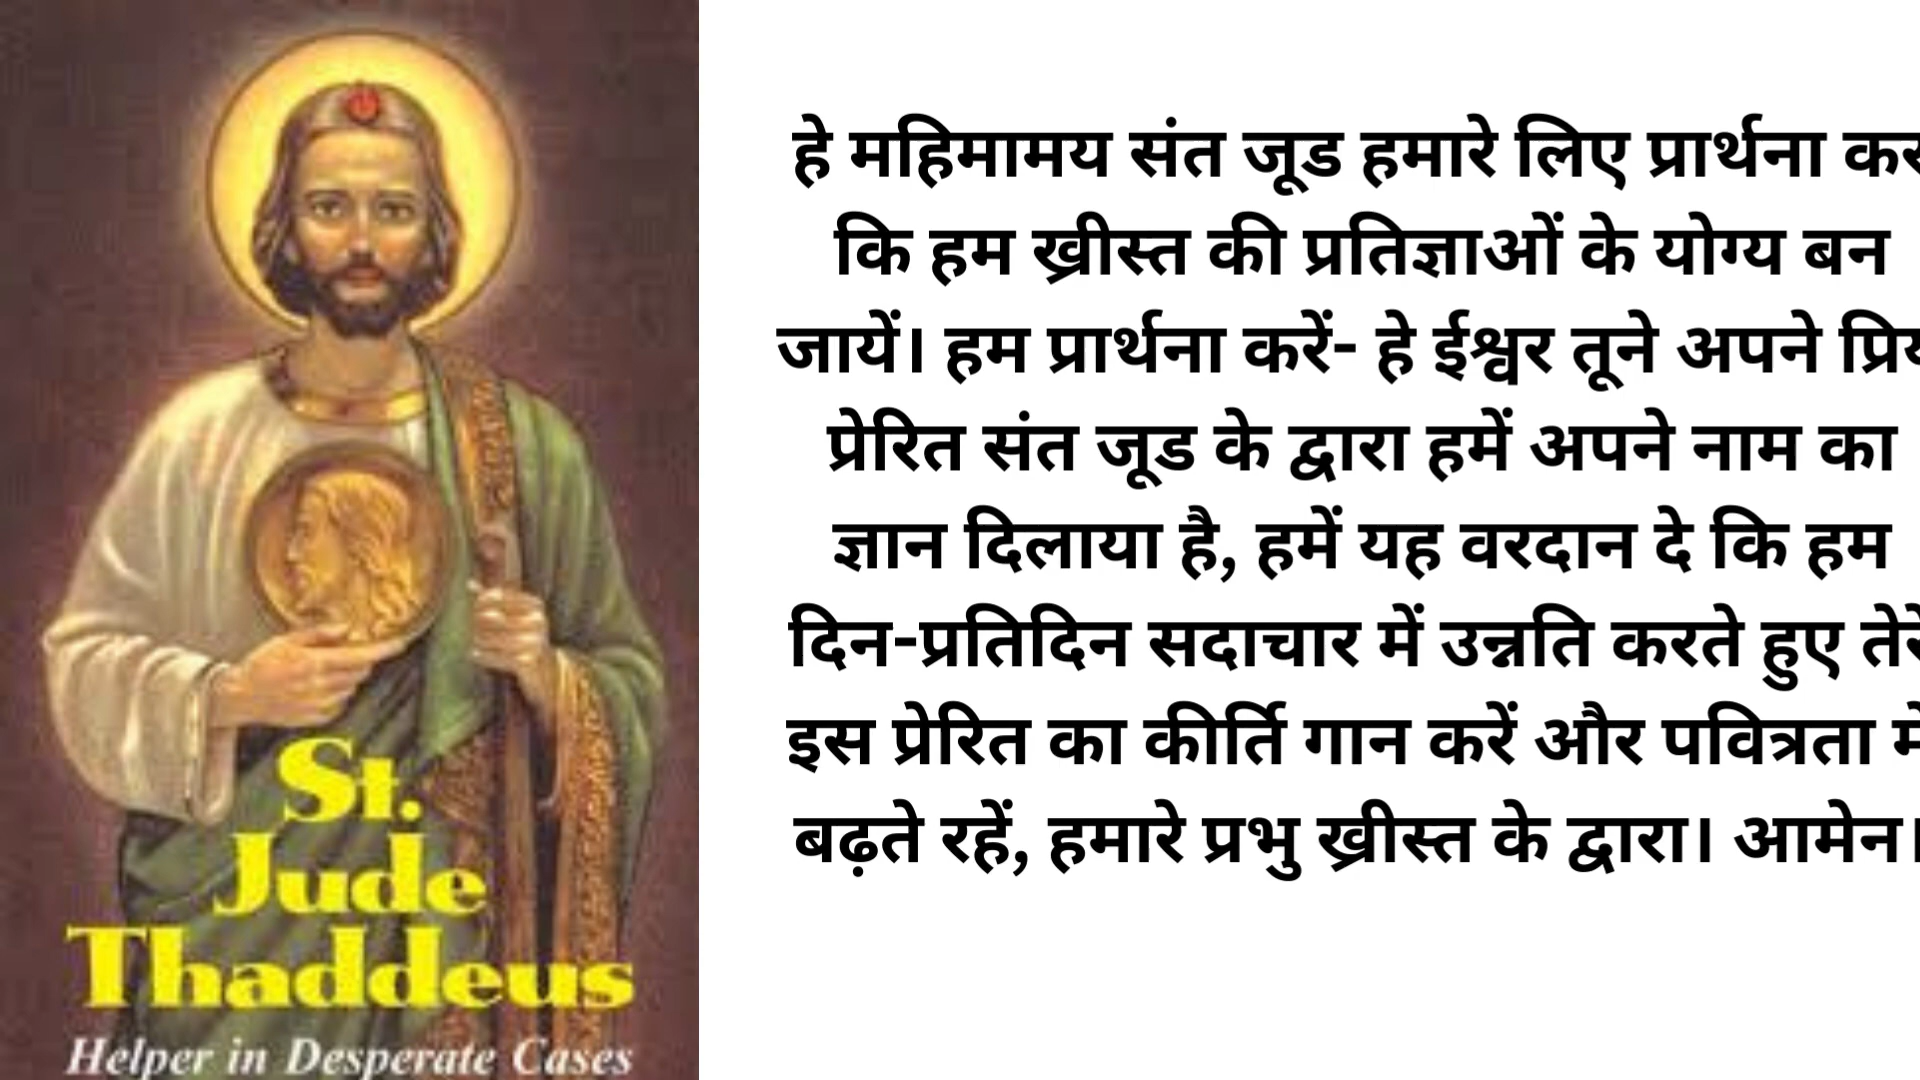 St.
Jude
Thaddeus
Helper in Desperate Cases
हे महिमामय संत जूड हमारे लिए प्रार्थना कर
कि हम ख्रीस्त की प्रतिज्ञाओं के योग्य बन
जायें। हम प्रार्थना करें- हे ईश्वर तूने अपने प्रिय
प्रेरित संत जूड के द्वारा हमें अपने नाम का
ज्ञान दिलाया है, हमें यह वरदान दे कि हम
दिन-प्रतिदिन सदाचार में उन्नति करते हुए तेरे
इस प्रेरित का कीर्ति गान करें और पवित्रता में
बढ़ते रहें, हमारे प्रभु ख्रीस्त के द्वारा। आमेन।